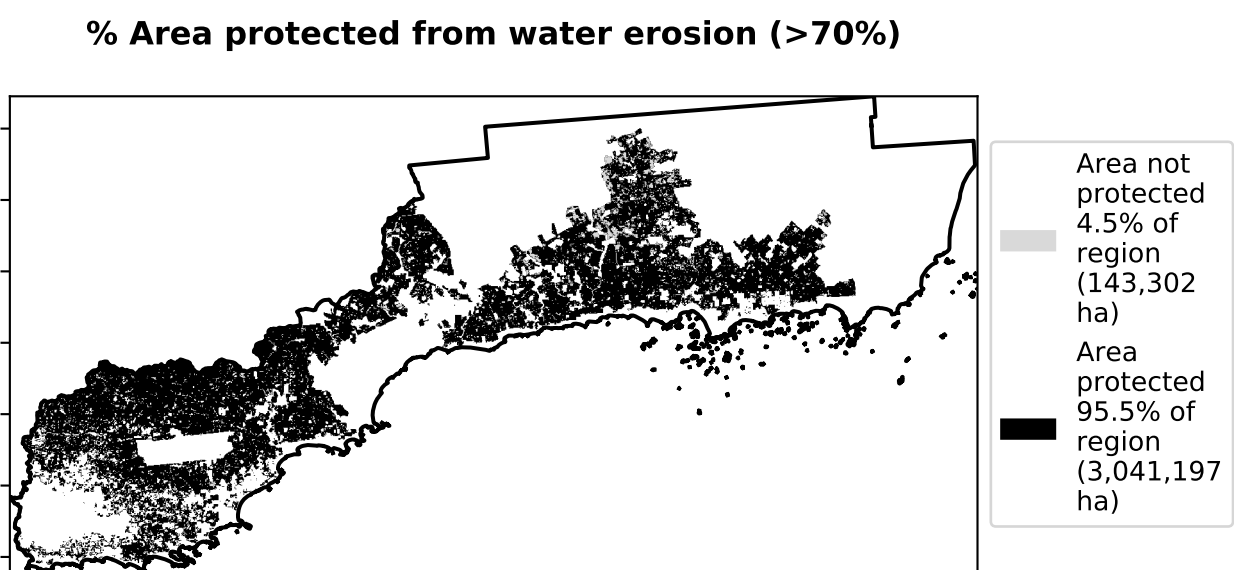 % Area protected from water erosion (>70%)
Area not
protected
4.5% of
region
(143,302
ha)
Area
protected
95.5% of
region
(3,041,197
ha)